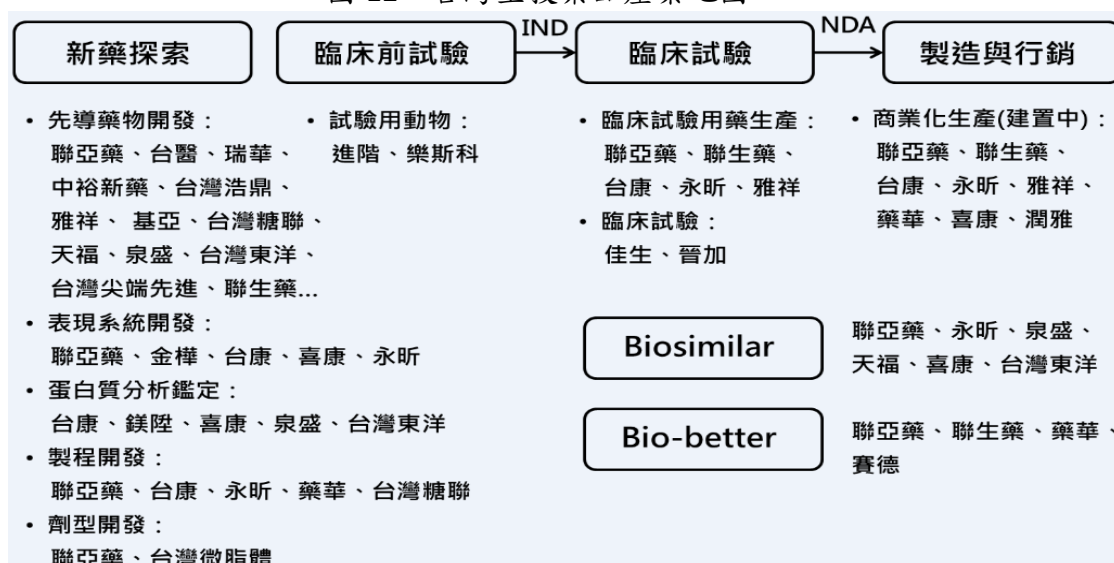 新藥探索
臨床前試驗
IND
臨床試驗
NDA
製造與行銷
• 先導藥物開發：
聯亞藥、台醫、瑞華、
中裕新藥、台灣浩鼎、
雅祥、基亞、台灣糖聯、
天福、泉盛、台灣東洋、
台灣尖端先進、聯生藥...
• 表現系統開發：
聯亞藥、金樺、台康、喜康、永昕
• 蛋白質分析鑑定：
台康、鎂陞、喜康、泉盛、台灣東洋
• 製程開發：
聯亞藥、台康、永昕、藥華、台灣糖聯
• 劑型開發：
聯亞藥、台灣微脂體
• 試驗用動物：
進階、樂斯科
• 臨床試驗用藥生產：
聯亞藥、聯生藥、
台康、永昕、雅祥
• 臨床試驗：
佳生、晉加
• 商業化生產(建置中)：
聯亞藥、聯生藥、
台康、永昕、雅祥、
藥華、喜康、潤雅
Biosimilar
聯亞藥、永昕、泉盛、
天福、喜康、台灣東洋
Bio-better
聯亞藥、聯生藥、藥華、
賽德